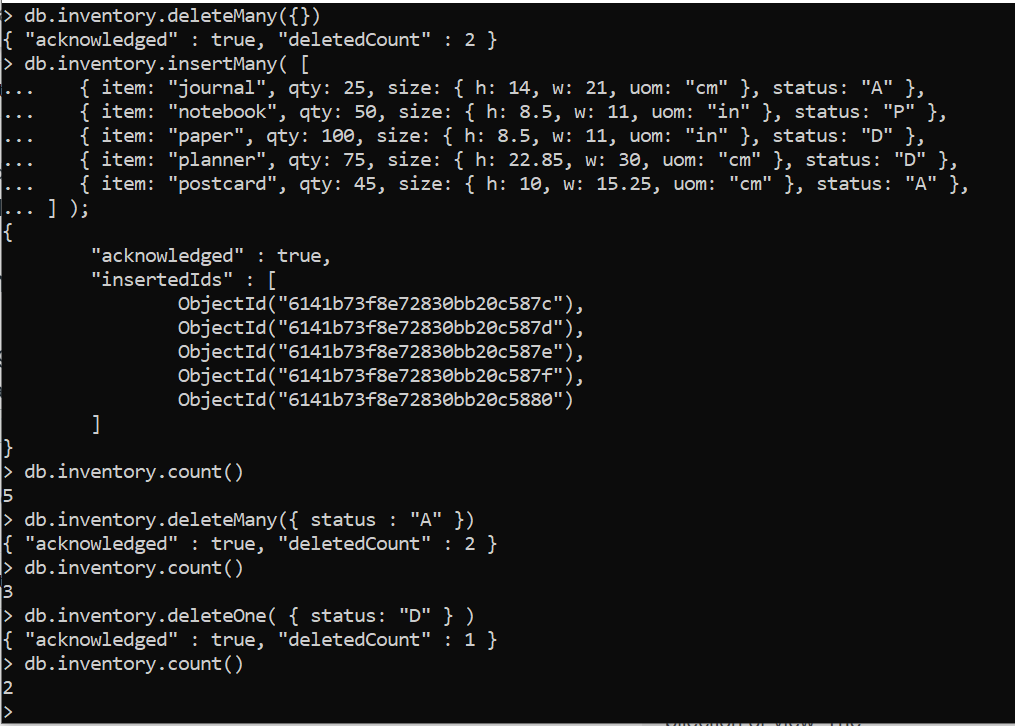 > db.inventory.deleteMany({})
{ "acknowledged" : true, "deletedCount" : 2 }
> db.inventory.insertMany( [
...    { item: "journal", qty: 25, size: { h: 14, w: 21, uom: "cm" }, status: "A" },
...    { item: "notebook", qty: 50, size: { h: 8.5, w: 11, uom: "in" }, status: "P" },
...    { item: "paper", qty: 100, size: { h: 8.5, w: 11, uom: "in" }, status: "D" },
...    { item: "planner", qty: 75, size: { h: 22.85, w: 30, uom: "cm" }, status: "D" },
...    { item: "postcard", qty: 45, size: { h: 10, w: 15.25, uom: "cm" }, status: "A" },
... ] );
{
        "acknowledged" : true,
        "insertedIds" : [
                ObjectId("6141b73f8e72830bb20c587c"),
                ObjectId("6141b73f8e72830bb20c587d"),
                ObjectId("6141b73f8e72830bb20c587e"),
                ObjectId("6141b73f8e72830bb20c587f"),
                ObjectId("6141b73f8e72830bb20c5880")
        ]
}
> db.inventory.count()
5
> db.inventory.deleteMany({ status : "A" })
{ "acknowledged" : true, "deletedCount" : 2 }
> db.inventory.count()
3
> db.inventory.deleteOne( { status: "D" } )
{ "acknowledged" : true, "deletedCount" : 1 }
> db.inventory.count()
2
>